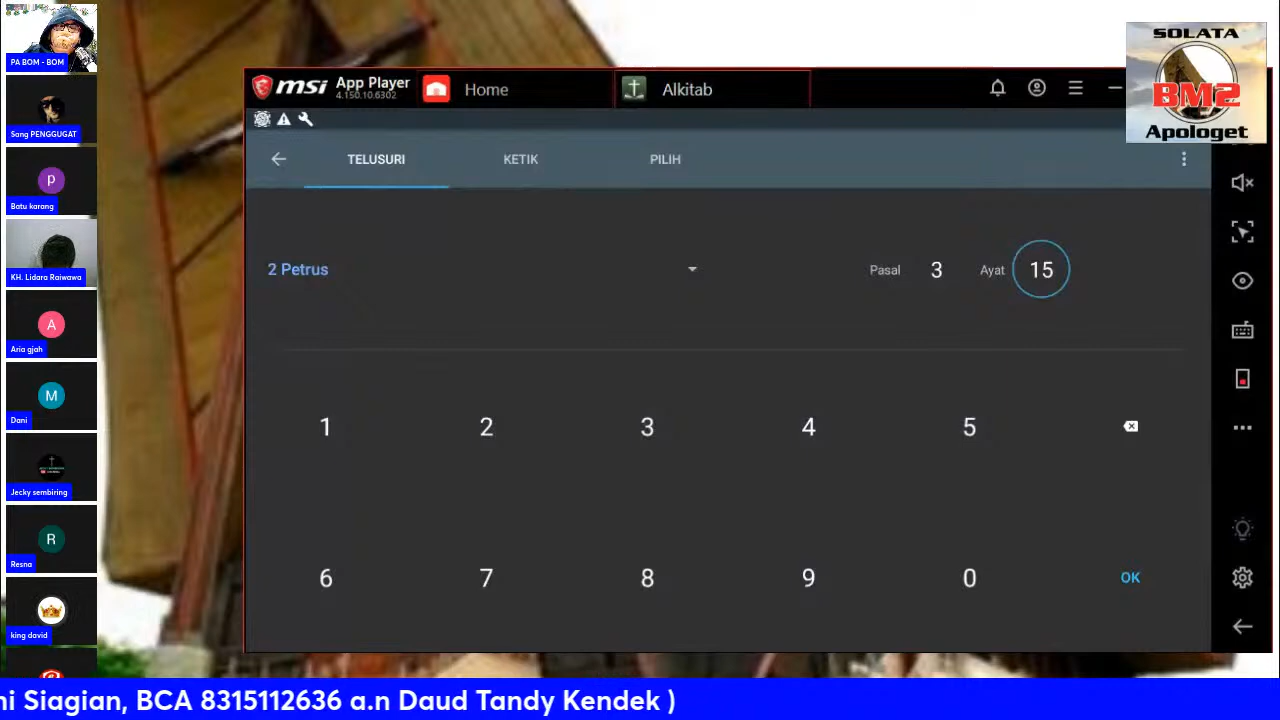 PA BOM - BOM
Sang PENGGUGAT
P
Batu karang
KH. Lidara Raiwawa
A
Aria gjah
M
Dani
Jecky sembiring
R
Resna
king david
msi App Player
4.150.10.6302
Home
Alkitab
SOLATA
BM2
Apologet
TELUSURI
KETIK
PILIH
2 Petrus
Pasal 3 Ayat 15
1 2 3 4 5
6 7 8 9 0 OK
ni Siagian, BCA 8315112636 a.n Daud Tandy Kendek )